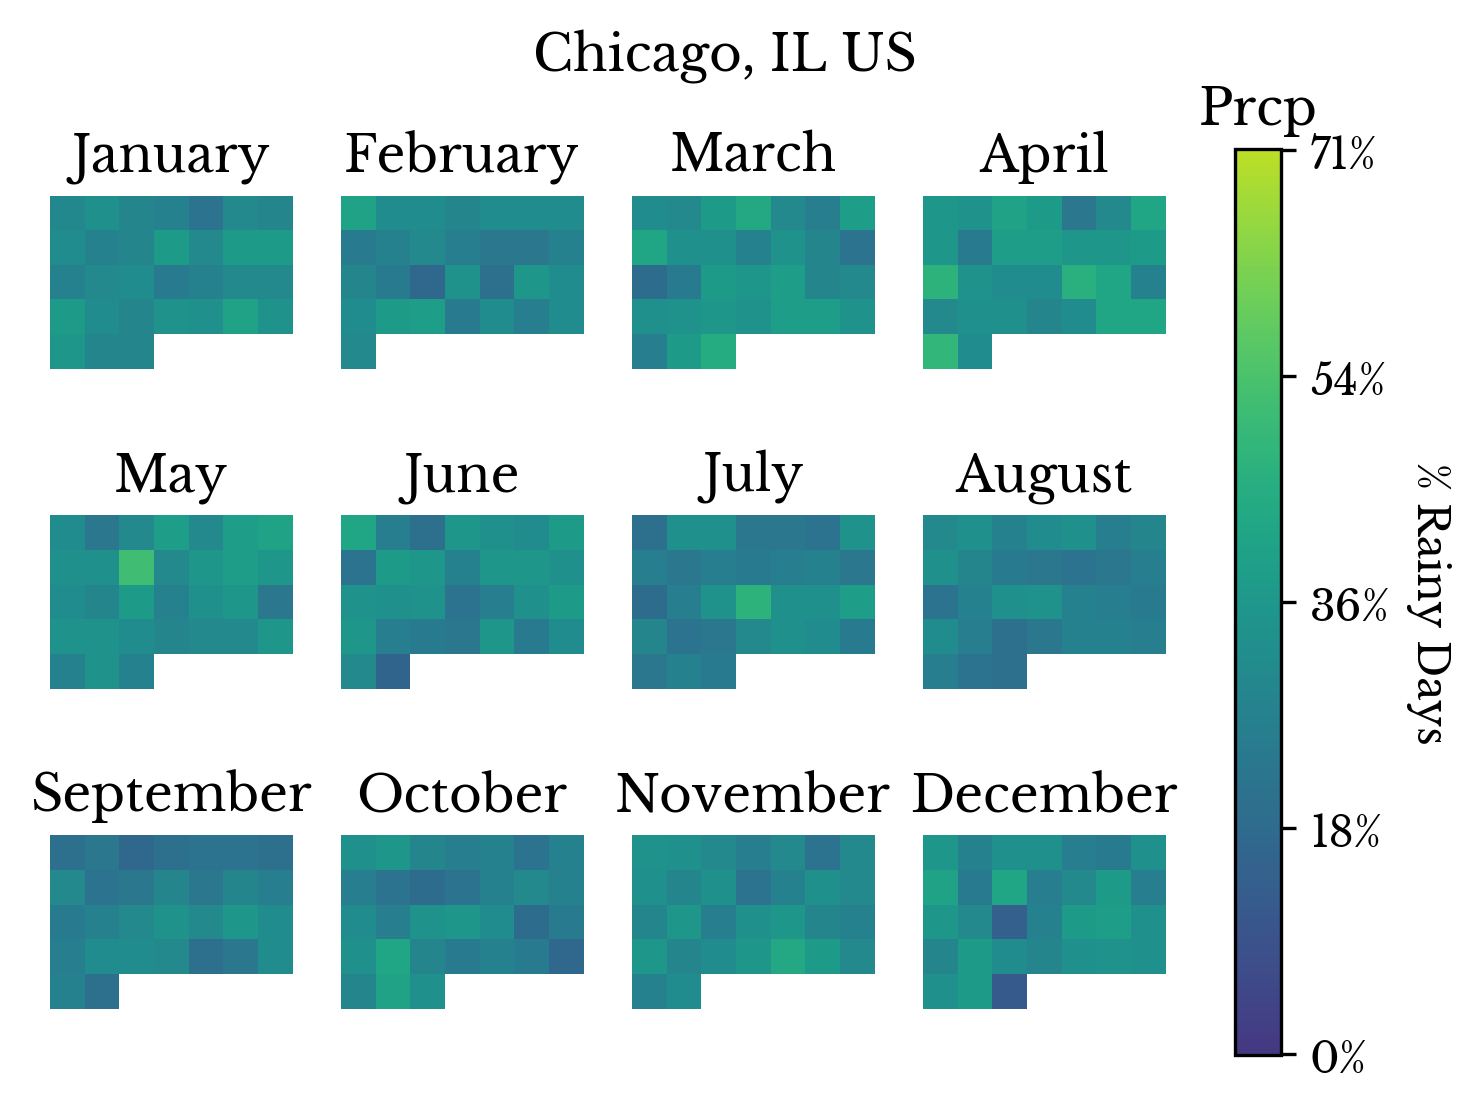 Chicago, IL US
Prcp
January
February
March
April
71%
54%
May
June
July
August
36%
% Rainy Days
September
October
November
December
18%
0%